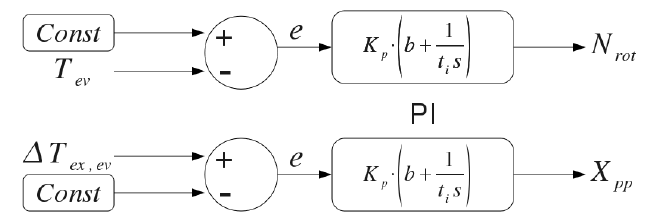 Const + e K_p·(b+1/(t_i s)) N_rot
T_ev -
PI
ΔT_ex,ev + e K_p·(b+1/(t_i s)) X_pp
Const -